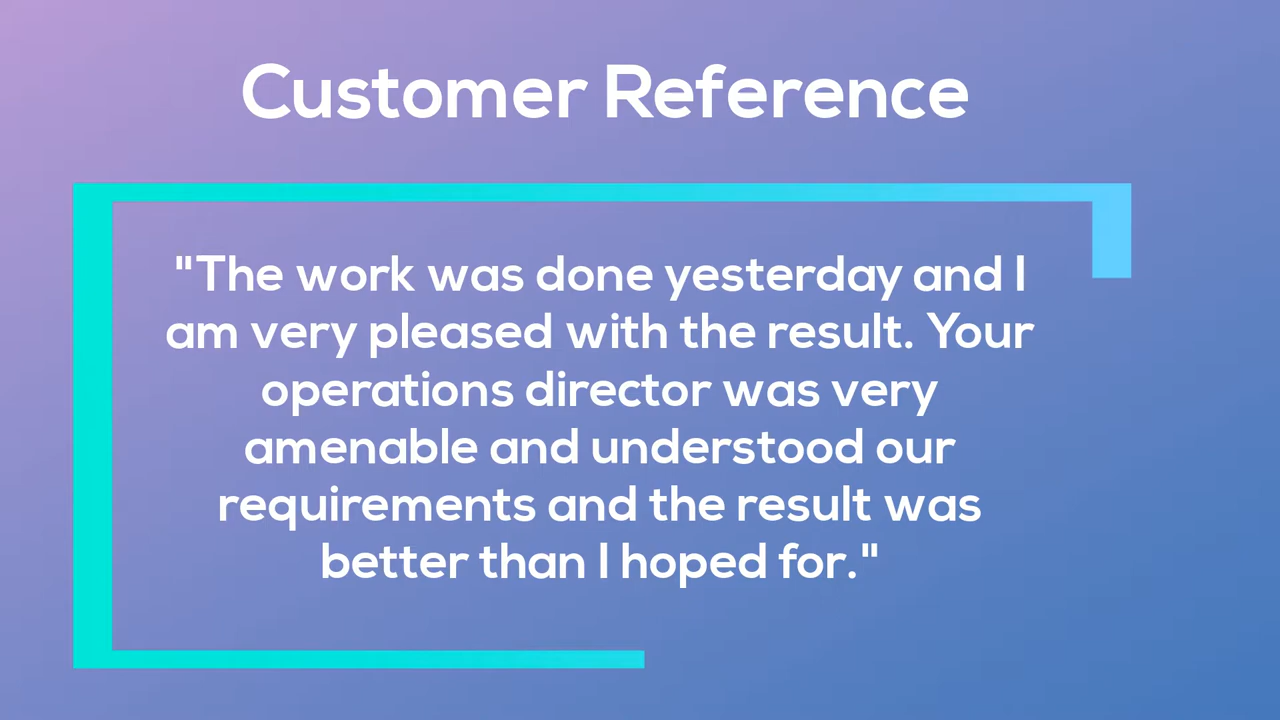 Customer Reference
"The work was done yesterday and I
am very pleased with the result. Your
operations director was very
amenable and understood our
requirements and the result was
better than I hoped for."